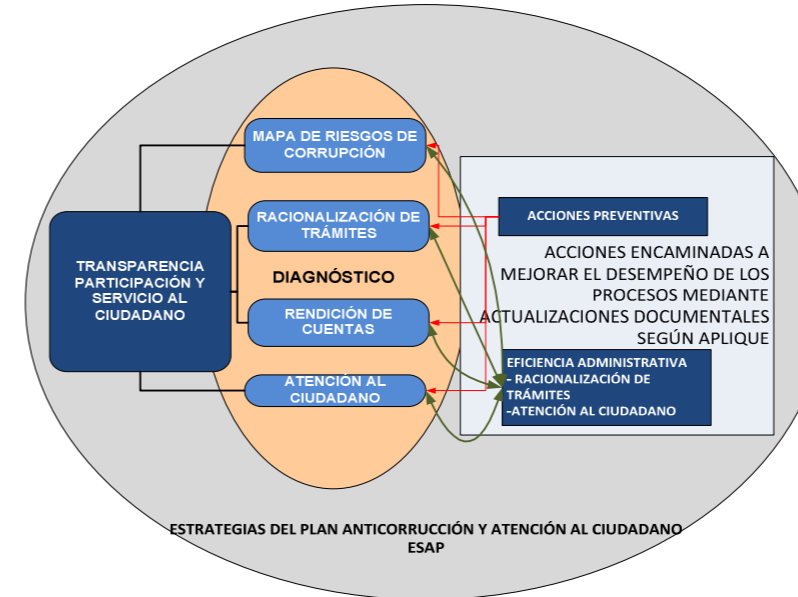 MAPA DE RIESGOS DE
CORRUPCIÓN
RACIONALIZACIÓN DE
TRÁMITES
TRANSPARENCIA
PARTICIPACIÓN Y
SERVICIO AL
CIUDADANO
DIAGNÓSTICO
RENDICIÓN DE
CUENTAS
ATENCIÓN AL
CIUDADANO
ACCIONES PREVENTIVAS
ACCIONES ENCAMINADAS A
MEJORAR EL DESEMPEÑO DE LOS
PROCESOS MEDIANTE
ACTUALIZACIONES DOCUMENTALES
SEGÚN APLIQUE
EFICIENCIA ADMINISTRATIVA
- RACIONALIZACIÓN DE
TRÁMITES
-ATENCIÓN AL CIUDADANO
ESTRATEGIAS DEL PLAN ANTICORRUCCIÓN Y ATENCIÓN AL CIUDADANO
ESAP